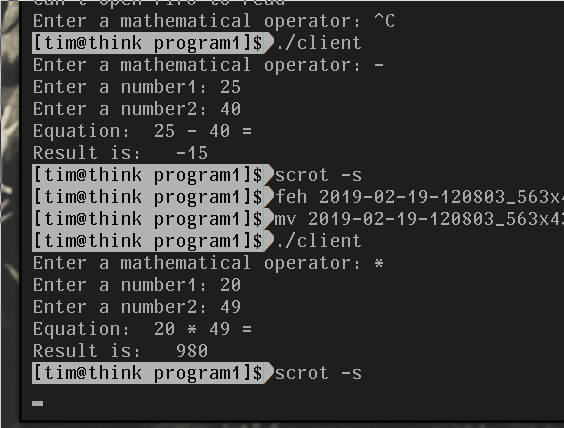 can't open fifo to read
Enter a mathematical operator: ^C
[tim@think program1]$ ./client
Enter a mathematical operator: -
Enter a number1: 25
Enter a number2: 40
Equation:  25 - 40 =
Result is:   -15
[tim@think program1]$ scrot -s
[tim@think program1]$ feh 2019-02-19-120803_563x4
[tim@think program1]$ mv 2019-02-19-120803_563x43
[tim@think program1]$ ./client
Enter a mathematical operator: *
Enter a number1: 20
Enter a number2: 49
Equation:  20 * 49 =
Result is:   980
[tim@think program1]$ scrot -s